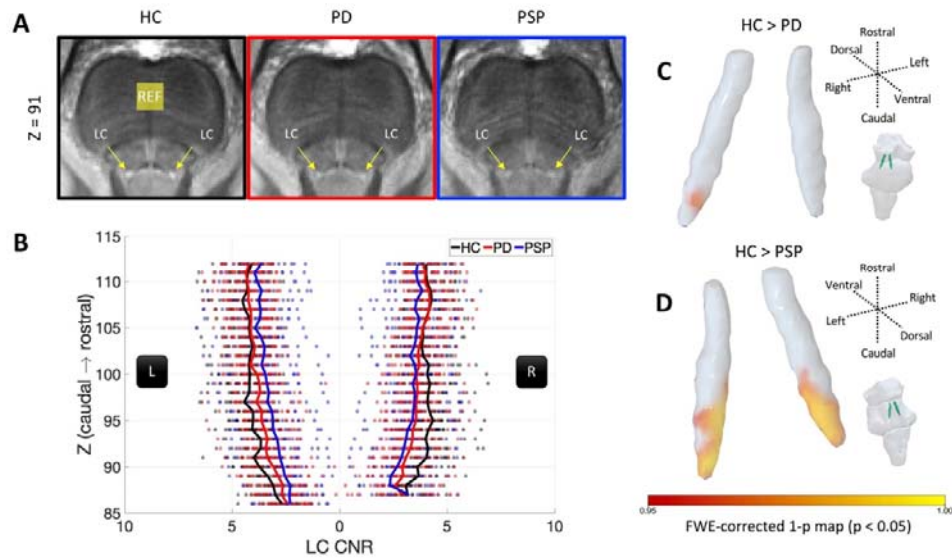 A
HC
PD
PSP
Z = 91
REF
LC
LC
LC
LC
LC
LC
B
115
110
105
100
95
90
85
Z (caudal → rostral)
HC PD PSP
L
R
10
5
0
5
10
LC CNR
C
HC > PD
Rostral
Dorsal
Left
Right
Ventral
Caudal
D
HC > PSP
Rostral
Ventral
Right
Left
Dorsal
Caudal
0.95
1.00
FWE-corrected 1-p map (p < 0.05)